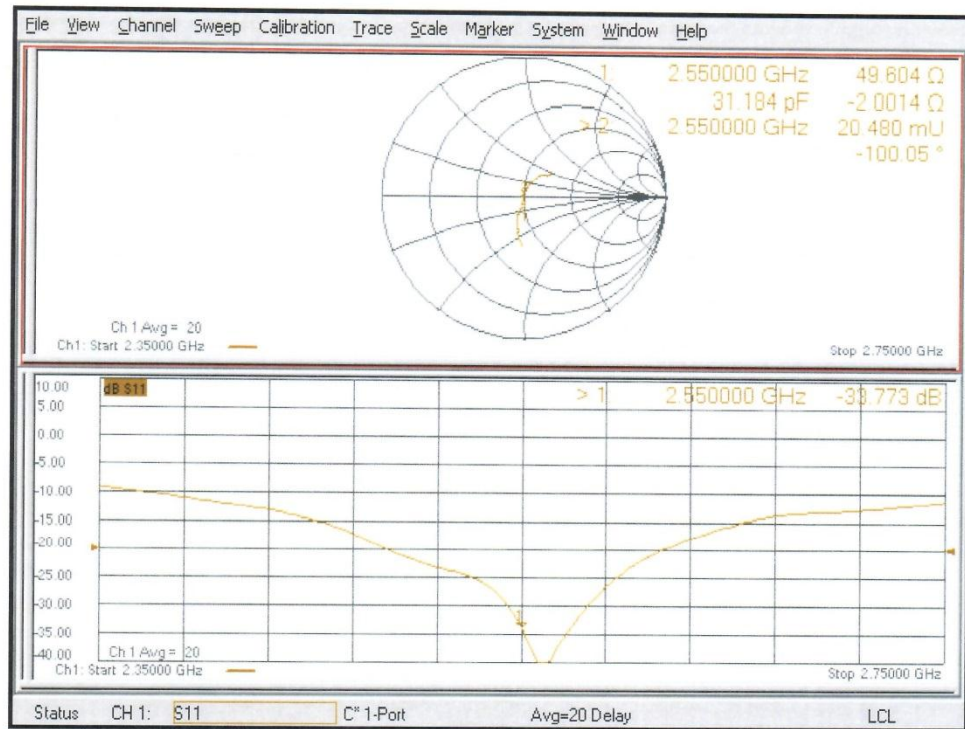 File View Channel Sweep Calibration Trace Scale Marker System Window Help
1 2.550000 GHz 49.604 Ω
31.184 pF -2.0014 Ω
> 2 2.550000 GHz 20.480 mU
-100.05 °
Ch 1 Avg = 20
Ch1: Start 2.35000 GHz Stop 2.75000 GHz
10.00 dB S11 > 1 2.550000 GHz -33.773 dB
5.00
0.00
-5.00
-10.00
-15.00
-20.00
-25.00
-30.00
-35.00 1
-40.00 Ch 1 Avg = 20
Ch1: Start 2.35000 GHz Stop 2.75000 GHz
Status CH 1: S11 C* 1-Port Avg=20 Delay LCL